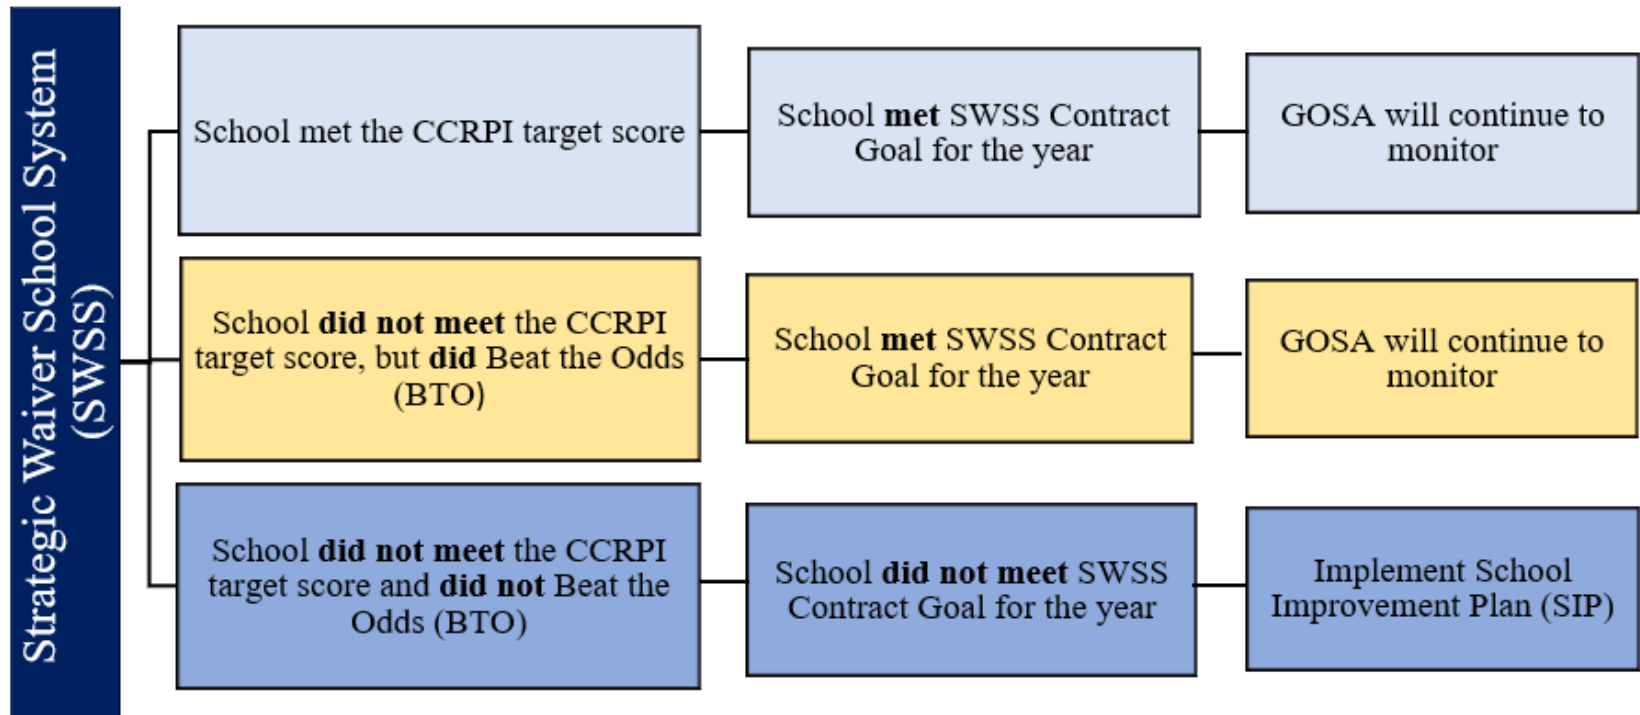 Strategic Waiver School System
(SWSS)
School met the CCRPI target score
School met SWSS Contract
Goal for the year
GOSA will continue to
monitor
School did not meet the CCRPI
target score, but did Beat the Odds
(BTO)
School met SWSS Contract
Goal for the year
GOSA will continue to
monitor
School did not meet the CCRPI
target score and did not Beat the
Odds (BTO)
School did not meet SWSS
Contract Goal for the year
Implement School
Improvement Plan (SIP)